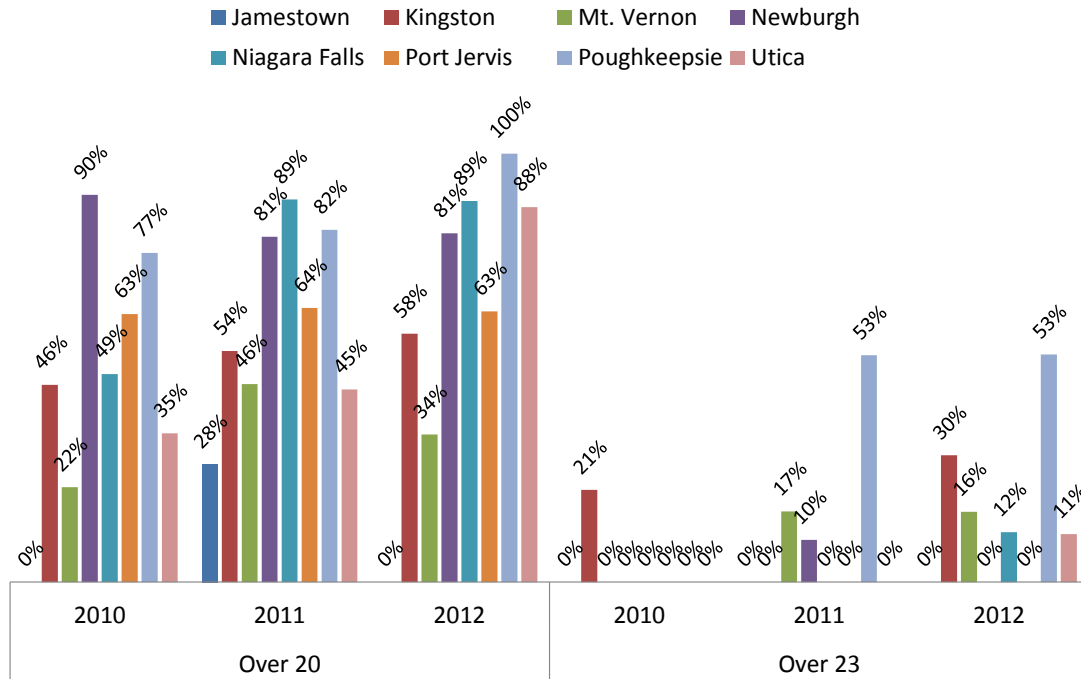 Jamestown Kingston Mt. Vernon Newburgh
Niagara Falls Port Jervis Poughkeepsie Utica
0% 46% 22% 90% 49% 63% 77% 35% 28% 54% 46% 81% 89% 64% 82% 45% 0% 58% 34% 81% 89% 63% 100% 88% 0% 21% 0% 0% 0% 0% 0% 0% 0% 0% 17% 10% 0% 0% 53% 0% 0% 30% 16% 0% 12% 0% 53% 11%
2010 2011 2012 2010 2011 2012
Over 20 Over 23